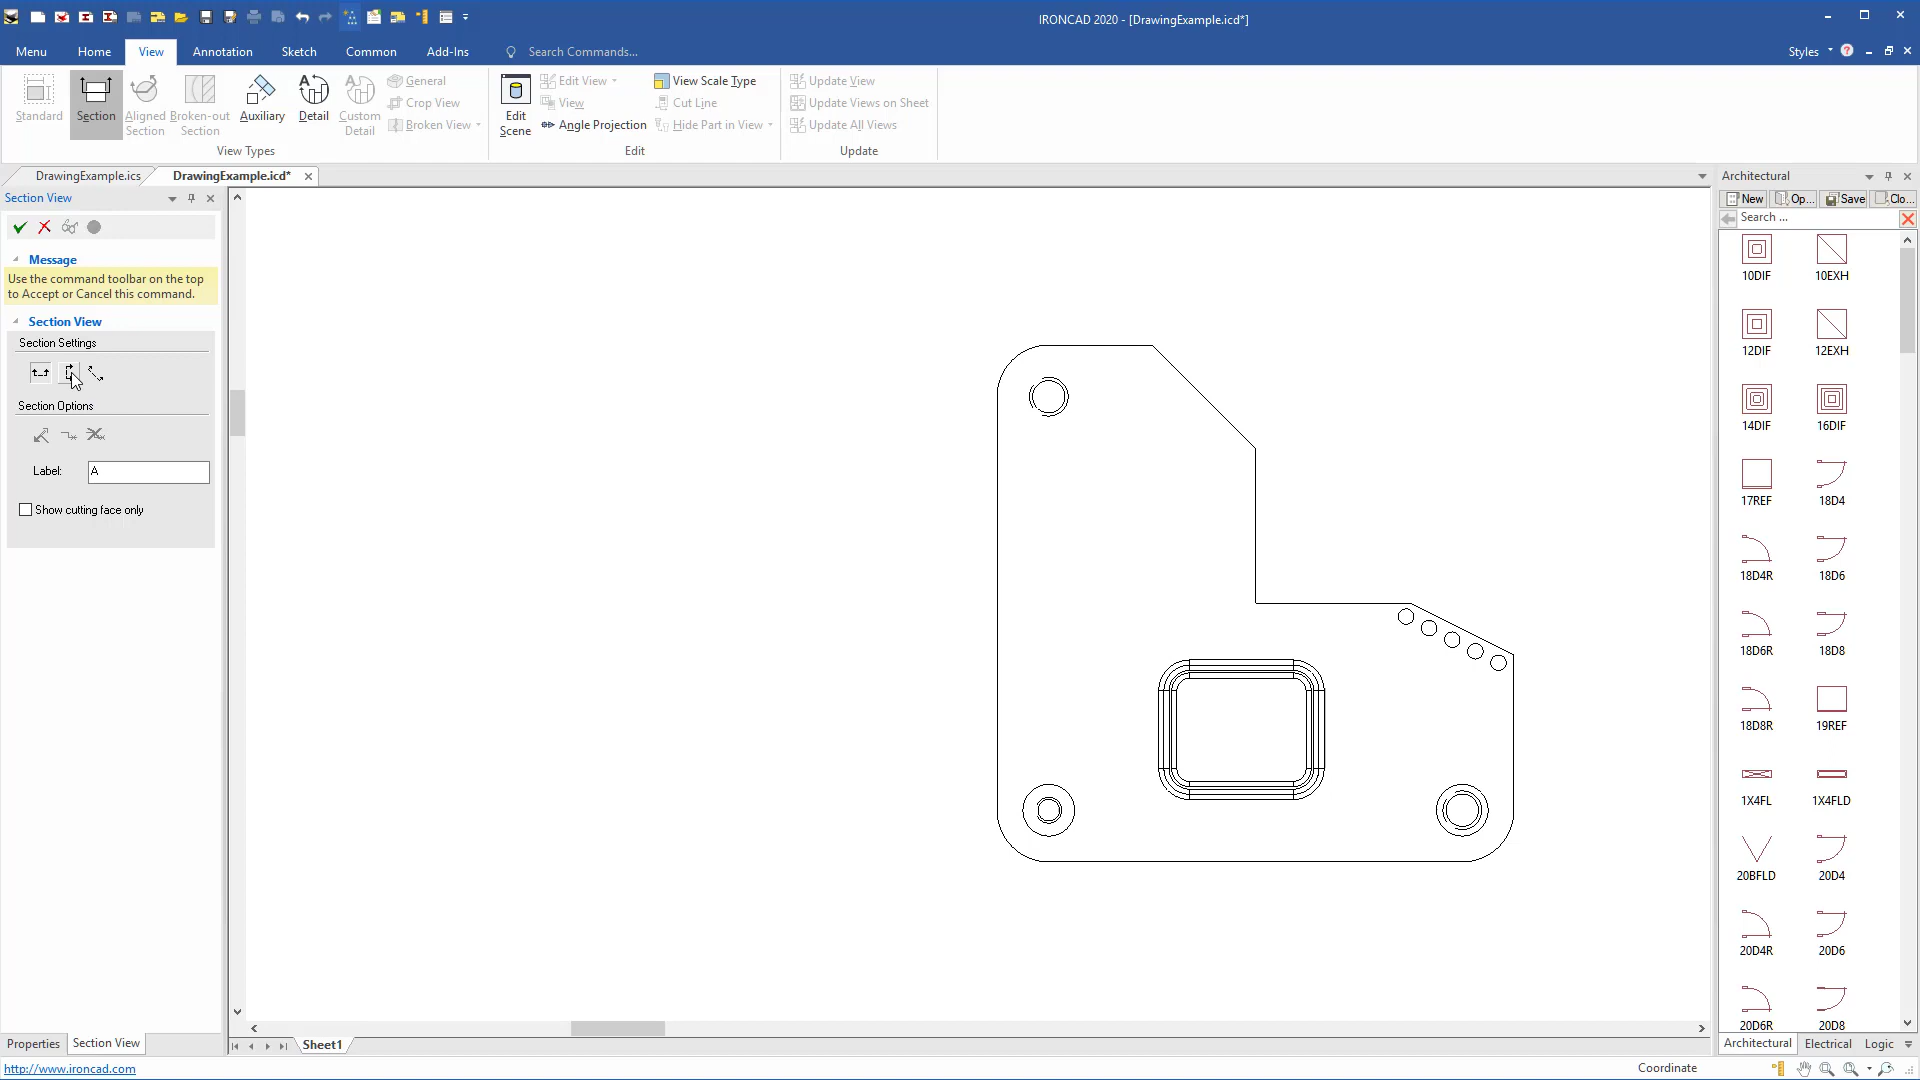 IRONCAD 2020 - [DrawingExample.icd*]
Menu
Home
View
Annotation
Sketch
Common
Add-Ins
Search Commands...
Styles
Standard
Section
Aligned Section
Broken-out Section
Auxiliary
Detail
Custom Detail
General
Crop View
Broken View
View Types
Edit Scene
Edit View
View
Angle Projection
View Scale Type
Cut Line
Hide Part in View
Edit
Update View
Update Views on Sheet
Update All Views
Update
DrawingExample.ics
DrawingExample.icd*
Section View
Message
Use the command toolbar on the top
to Accept or Cancel this command.
Section View
Section Settings
Section Options
Label: A
Show cutting face only
Properties
Section View
Sheet1
Architectural
New
Op...
Save
Clo...
Search ...
10DIF 10EXH
12DIF 12EXH
14DIF 16DIF
17REF 18D4
18D4R 18D6
18D6R 18D8
18D8R 19REF
1X4FL 1X4FLD
20BFLD 20D4
20D4R 20D6
20D6R 20D8
Architectural
Electrical
Logic
http://www.ironcad.com
Coordinate